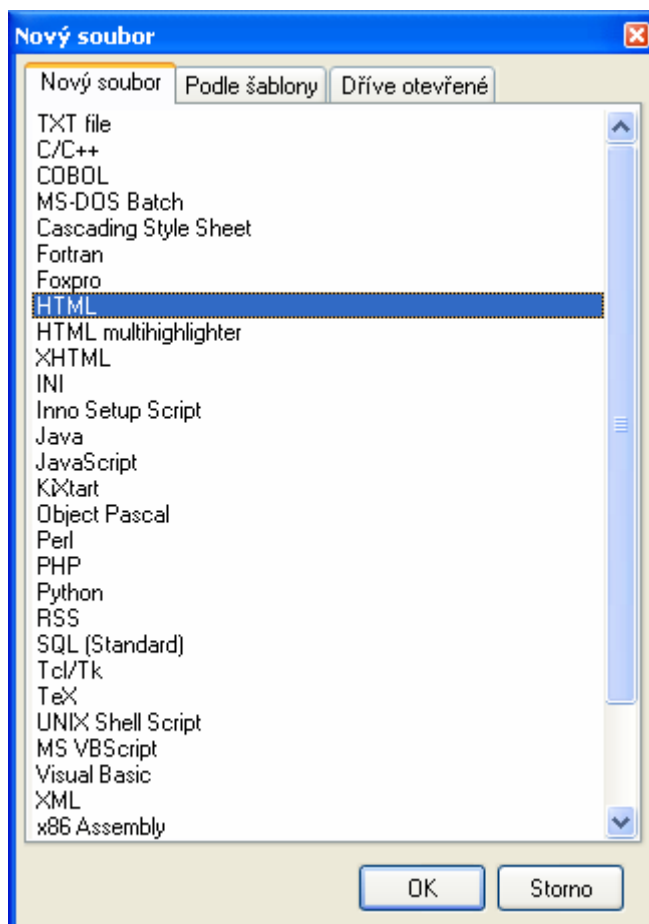 Nový soubor
Nový soubor Podle šablony Dříve otevřené
TXT file
C/C++
COBOL
MS-DOS Batch
Cascading Style Sheet
Fortran
Foxpro
HTML
HTML multihighlighter
XHTML
INI
Inno Setup Script
Java
JavaScript
KiXtart
Object Pascal
Perl
PHP
Python
RSS
SQL (Standard)
Tcl/Tk
TeX
UNIX Shell Script
MS VBScript
Visual Basic
XML
x86 Assembly
OK Storno